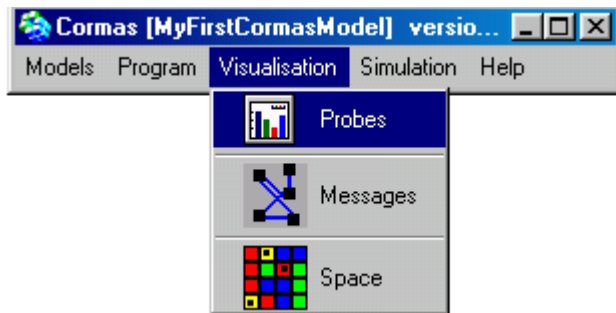 Cormas [MyFirstCormasModel] versio...
Models Program Visualisation Simulation Help
Probes
Messages
Space